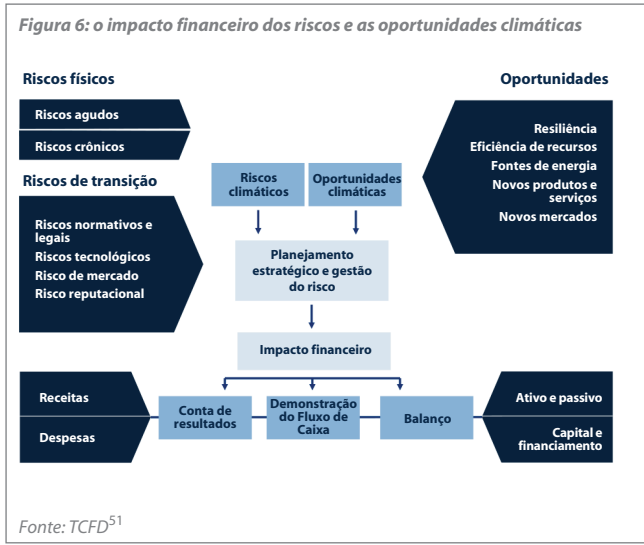 Figura 6: o impacto financeiro dos riscos e as oportunidades climáticas
Riscos físicos
Riscos agudos
Riscos crônicos
Riscos de transição
Riscos normativos e
legais
Riscos tecnológicos
Risco de mercado
Risco reputacional
Oportunidades
Resiliência
Eficiência de recursos
Fontes de energia
Novos produtos e
serviços
Novos mercados
Riscos
climáticos
Oportunidades
climáticas
Planejamento
estratégico e gestão
do risco
Impacto financeiro
Receitas
Despesas
Conta de
resultados
Demonstração
do Fluxo de
Caixa
Balanço
Ativo e passivo
Capital e
financiamento
Fonte: TCFD51